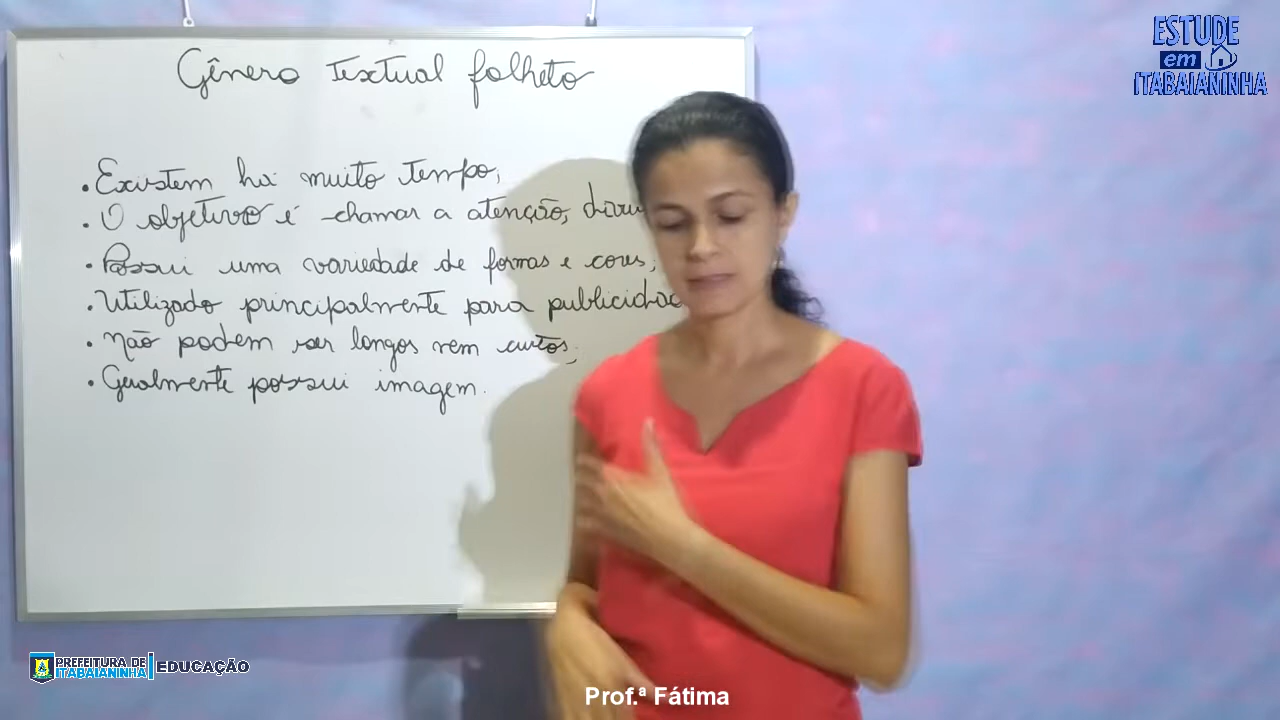 Gênero textual folheto
ESTUDE
em
ITABAIANINHA
• Existem há muito tempo;
• O objetivo é chamar a atenção,
• Possui uma variedade de formas e cores;
• Utilizado principalmente para
• não podem ser longos nem curtos;
• Geralmente possui imagem.
PREFEITURA DE
ITABAIANINHA
EDUCAÇÃO
Prof.ª Fátima